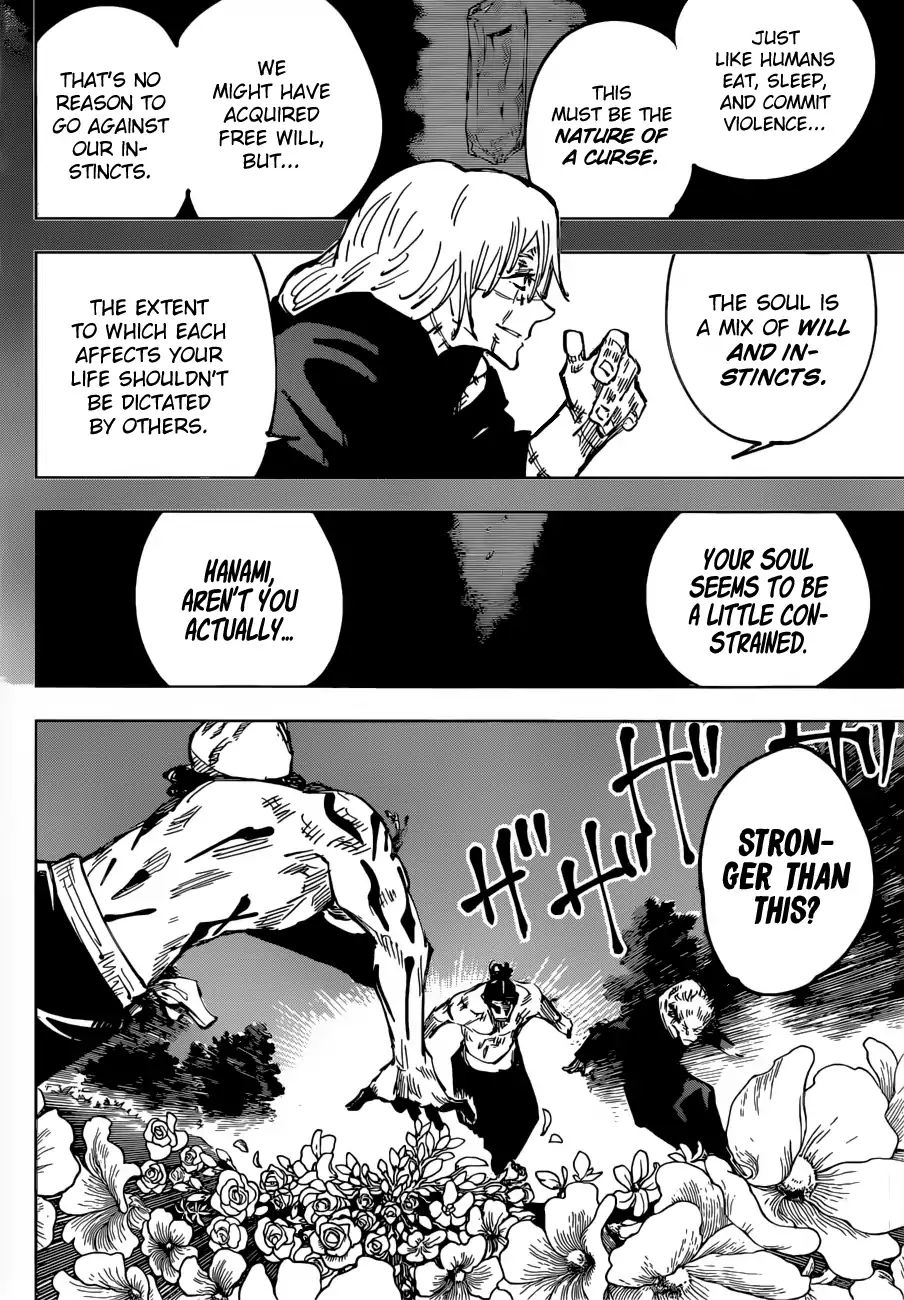 JUST
LIKE HUMANS
EAT, SLEEP,
AND COMMIT
VIOLENCE...
THIS
MUST BE THE
NATURE OF
A CURSE.
WE
MIGHT HAVE
ACQUIRED
FREE WILL,
BUT...
THAT'S NO
REASON TO
GO AGAINST
OUR IN-
STINCTS.
THE SOUL IS
A MIX OF WILL
AND IN-
STINCTS.
THE EXTENT
TO WHICH EACH
AFFECTS YOUR
LIFE SHOULDN'T
BE DICTATED
BY OTHERS.
YOUR SOUL
SEEMS TO BE
A LITTLE CON-
STRAINED.
HANAMI,
AREN'T YOU
ACTUALLY...
STRON-
GER THAN
THIS?
ザザザザ